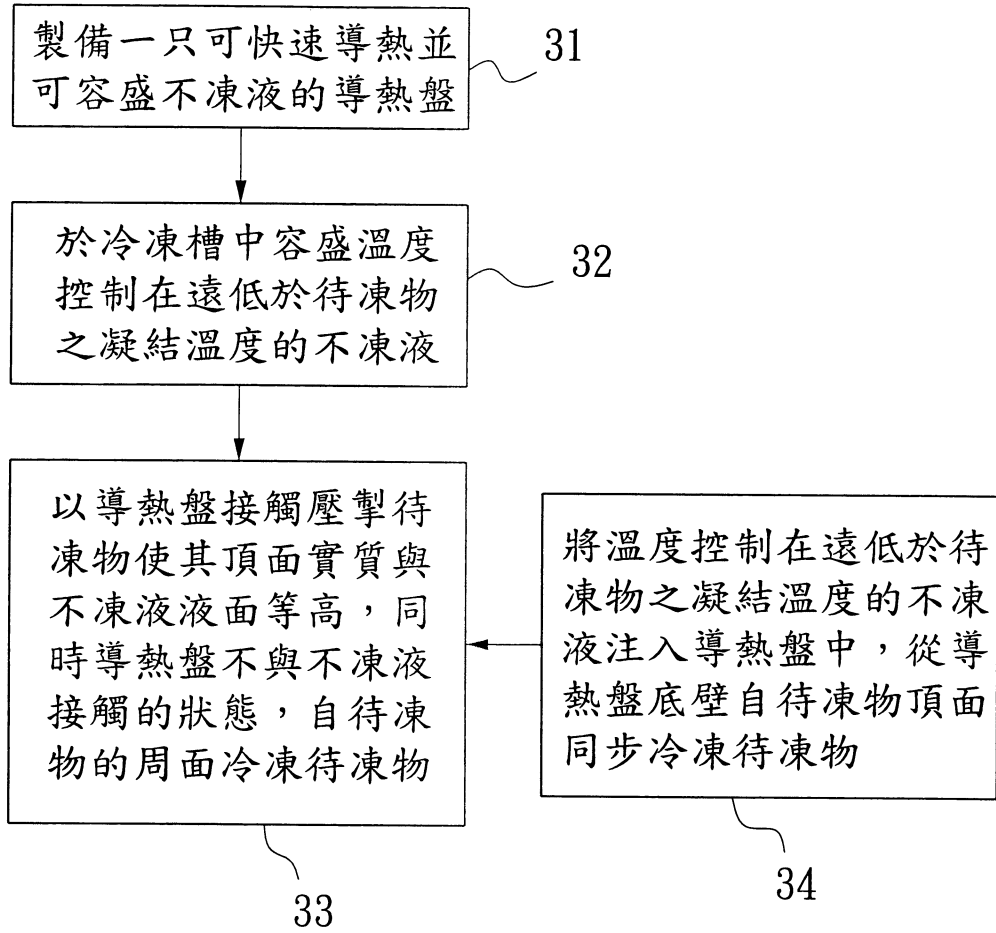 製備一只可快速導熱並
可容盛不凍液的導熱盤
31
於冷凍槽中容盛溫度
控制在遠低於待凍物
之凝結溫度的不凍液
32
以導熱盤接觸壓掣待
凍物使其頂面實質與
不凍液液面等高，同
時導熱盤不與不凍液
接觸的狀態，自待凍
物的周面冷凍待凍物
33
將溫度控制在遠低於待
凍物之凝結溫度的不凍
液注入導熱盤中，從導
熱盤底壁自待凍物頂面
同步冷凍待凍物
34